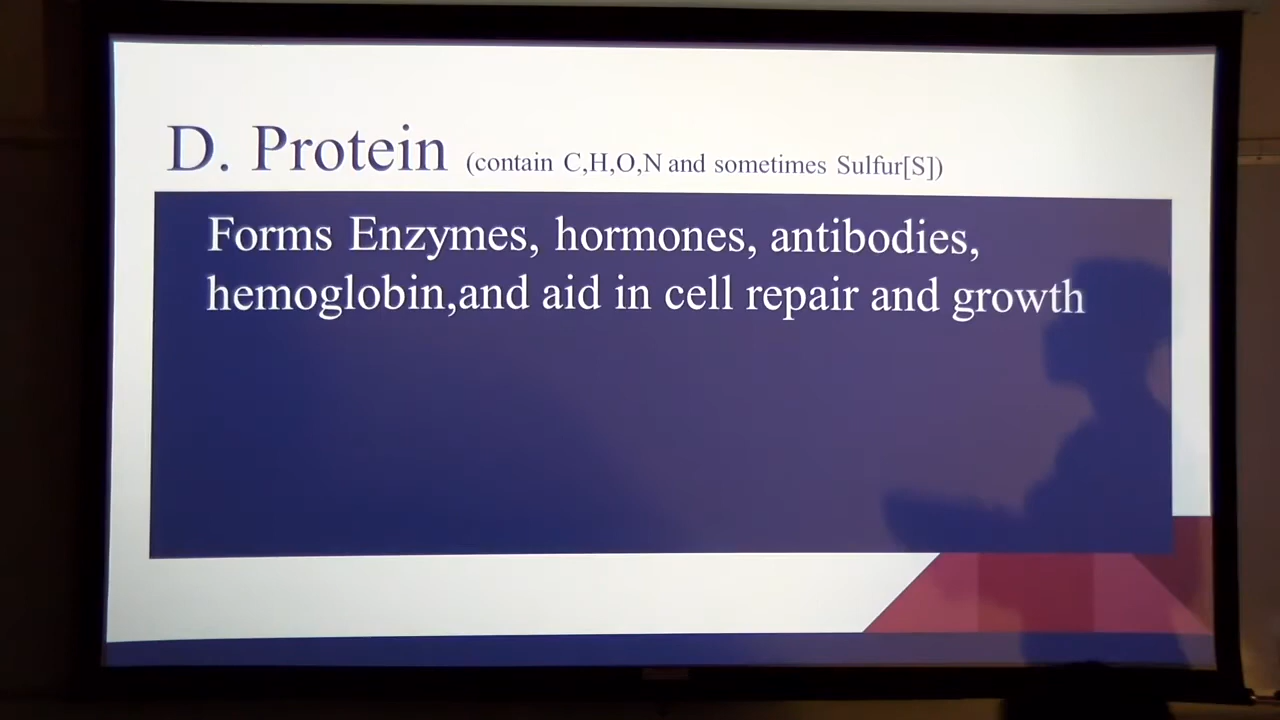 D. Protein (contain C,H,O,N and sometimes Sulfur[S])
Forms Enzymes, hormones, antibodies,
hemoglobin,and aid in cell repair and growth